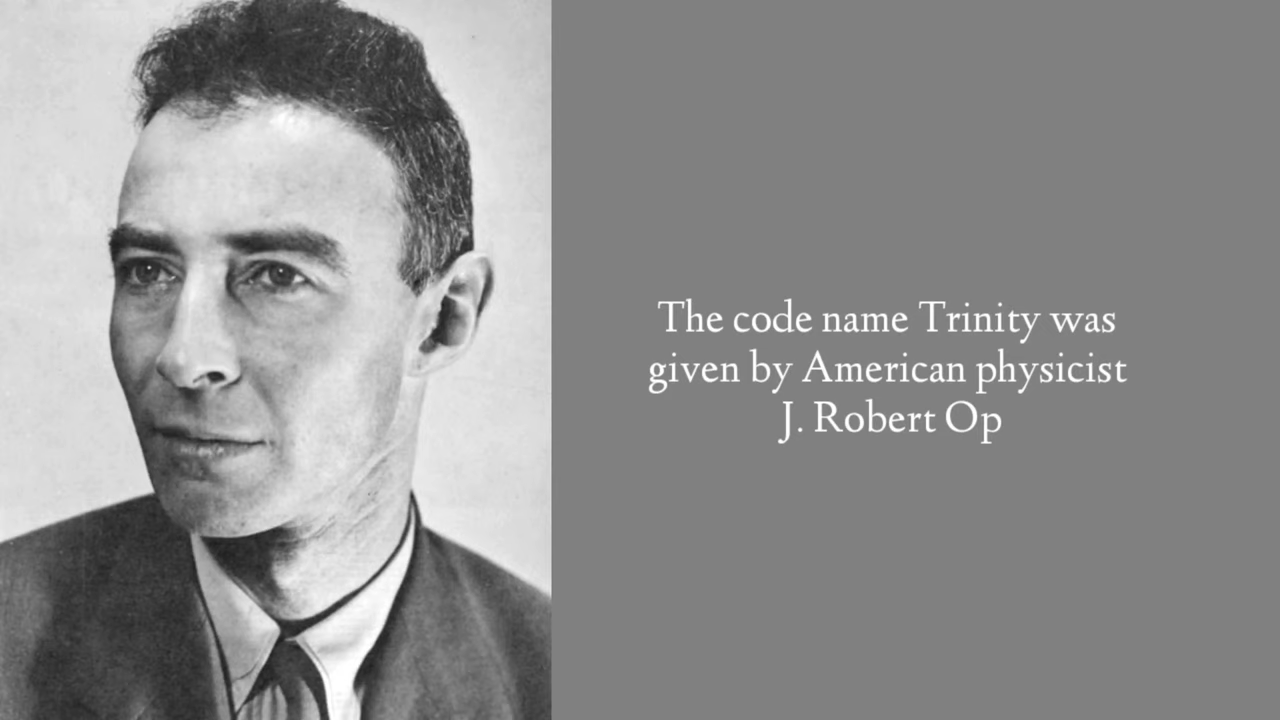 The code name Trinity was
given by American physicist
J. Robert Op